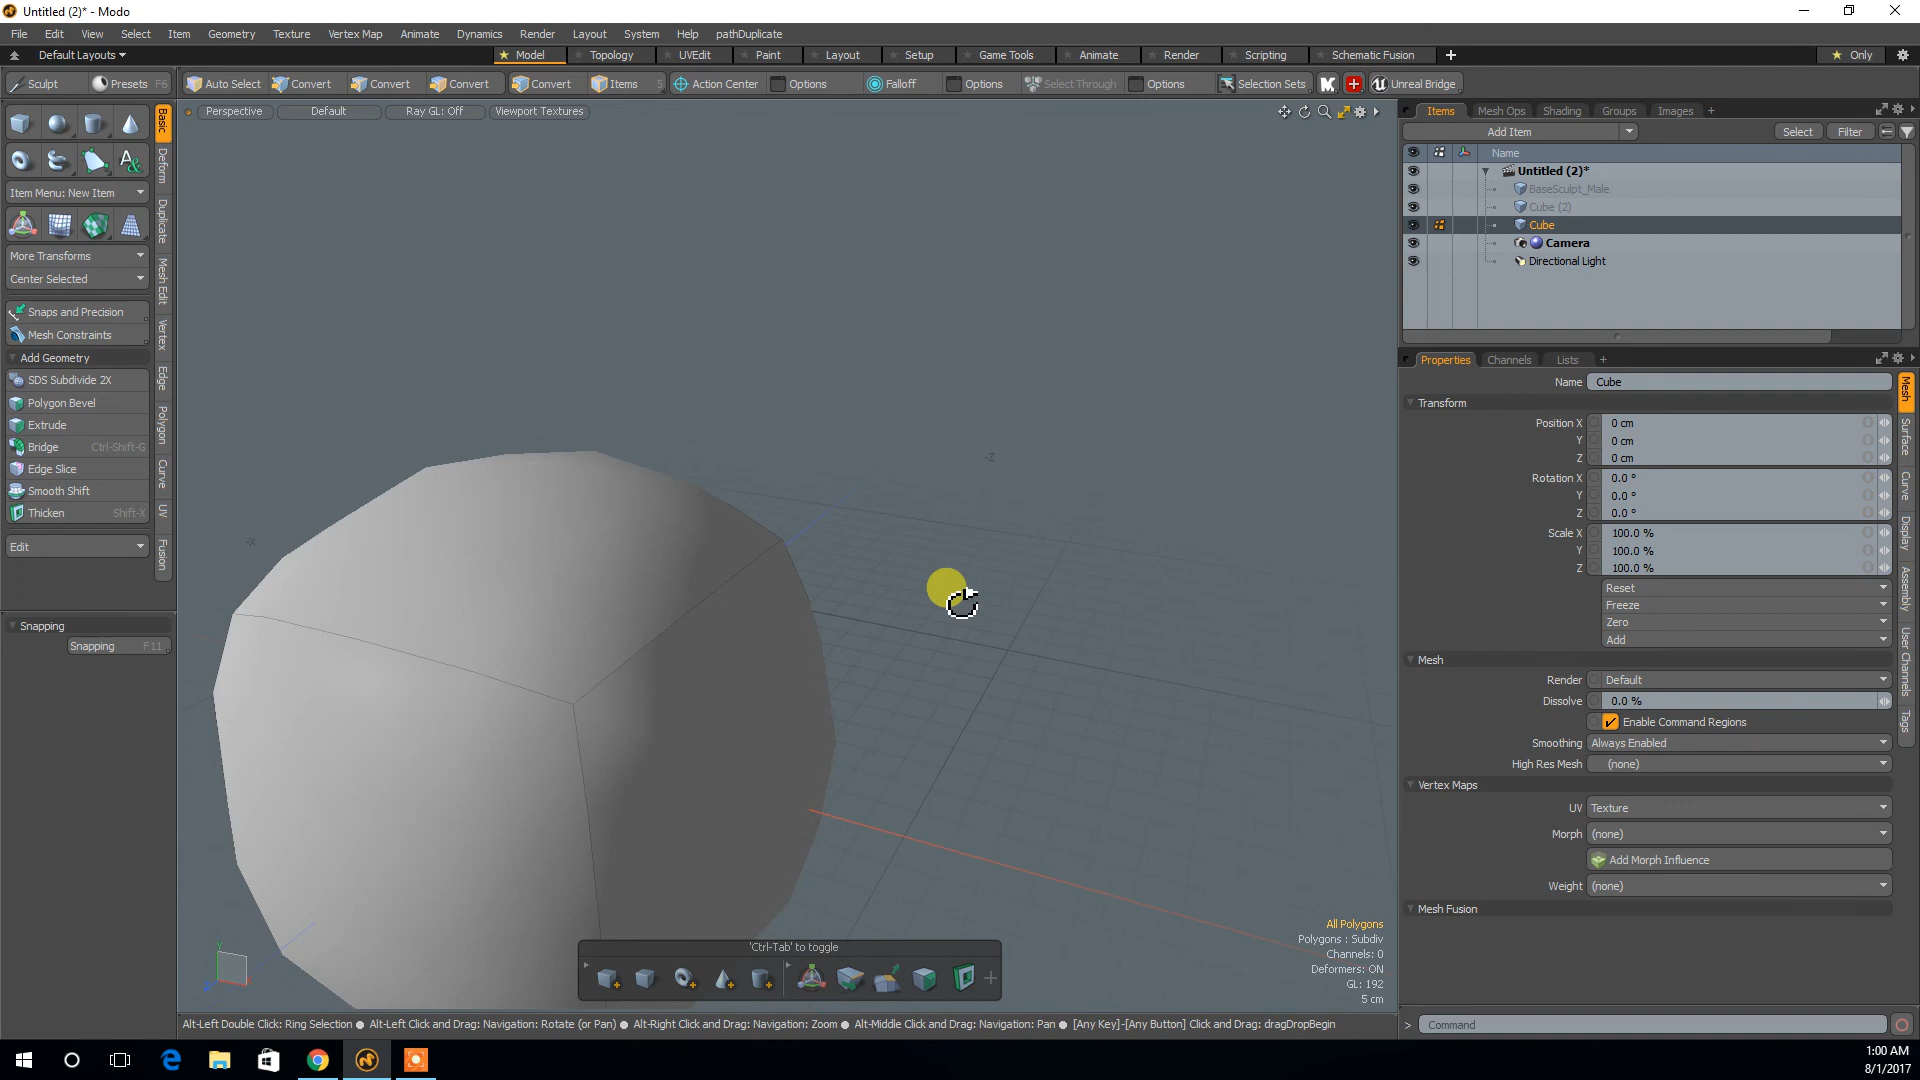 Untitled (2)* - Modo
File Edit View Select Item Geometry Texture Vertex Map Animate Dynamics Render Layout System Help pathDuplicate
Default Layouts
Model Topology UVEdit Paint Layout Setup Game Tools Animate Render Scripting Schematic Fusion Only
Sculpt Presets F6 Auto Select Convert Convert Convert Convert Items 5 Action Center Options Falloff Options Select Through Options Selection Sets Unreal Bridge
Perspective Default Ray GL: Off Viewport Textures
Basic
Deform
Duplicate
Mesh Edit
Vertex
Edge
Polygon
Curve
UV
Fusion
Item Menu: New Item
More Transforms
Center Selected
Snaps and Precision
Mesh Constraints
Add Geometry
SDS Subdivide 2X
Polygon Bevel
Extrude
Bridge Ctrl-Shift-G
Edge Slice
Smooth Shift
Thicken Shift-X
Edit
Snapping
Snapping F11
-X
-Z
Y
All Polygons
Polygons : Subdiv
Channels: 0
Deformers: ON
GL: 192
5 cm
'Ctrl-Tab' to toggle
Alt-Left Double Click: Ring Selection Alt-Left Click and Drag: Navigation: Rotate (or Pan) Alt-Right Click and Drag: Navigation: Zoom Alt-Middle Click and Drag: Navigation: Pan [Any Key]-[Any Button] Click and Drag: dragDropBegin
Items Mesh Ops Shading Groups Images
Add Item Select Filter
Name
Untitled (2)*
BaseSculpt_Male
Cube (2)
Cube
Camera
Directional Light
Properties Channels Lists
Name Cube
Transform
Position X 0 cm
Y 0 cm
Z 0 cm
Rotation X 0.0 °
Y 0.0 °
Z 0.0 °
Scale X 100.0 %
Y 100.0 %
Z 100.0 %
Reset
Freeze
Zero
Add
Mesh
Render Default
Dissolve 0.0 %
Enable Command Regions
Smoothing Always Enabled
High Res Mesh (none)
Vertex Maps
UV Texture
Morph (none)
Add Morph Influence
Weight (none)
Mesh Fusion
Mesh
Surface
Curve
Display
Assembly
User Channels
Tags
> Command
1:00 AM
8/1/2017